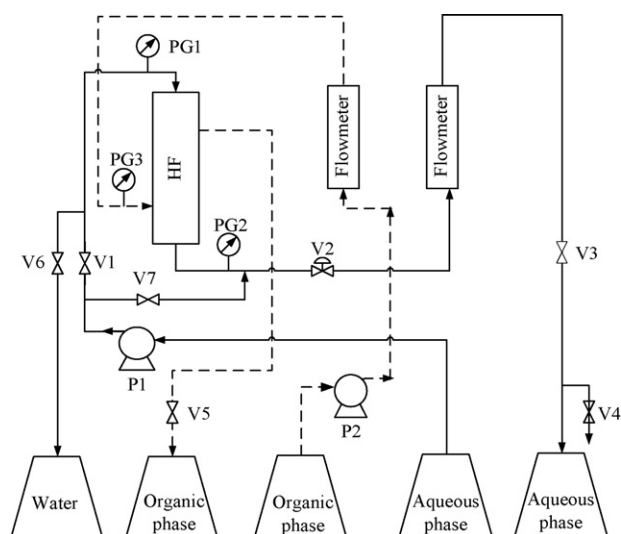 PG1
Flowmeter
Flowmeter
HF
PG3
PG2
V2
V6
V1
V3
V7
P1
V5
P2
V4
Water
Organic
phase
Organic
phase
Aqueous
phase
Aqueous
phase